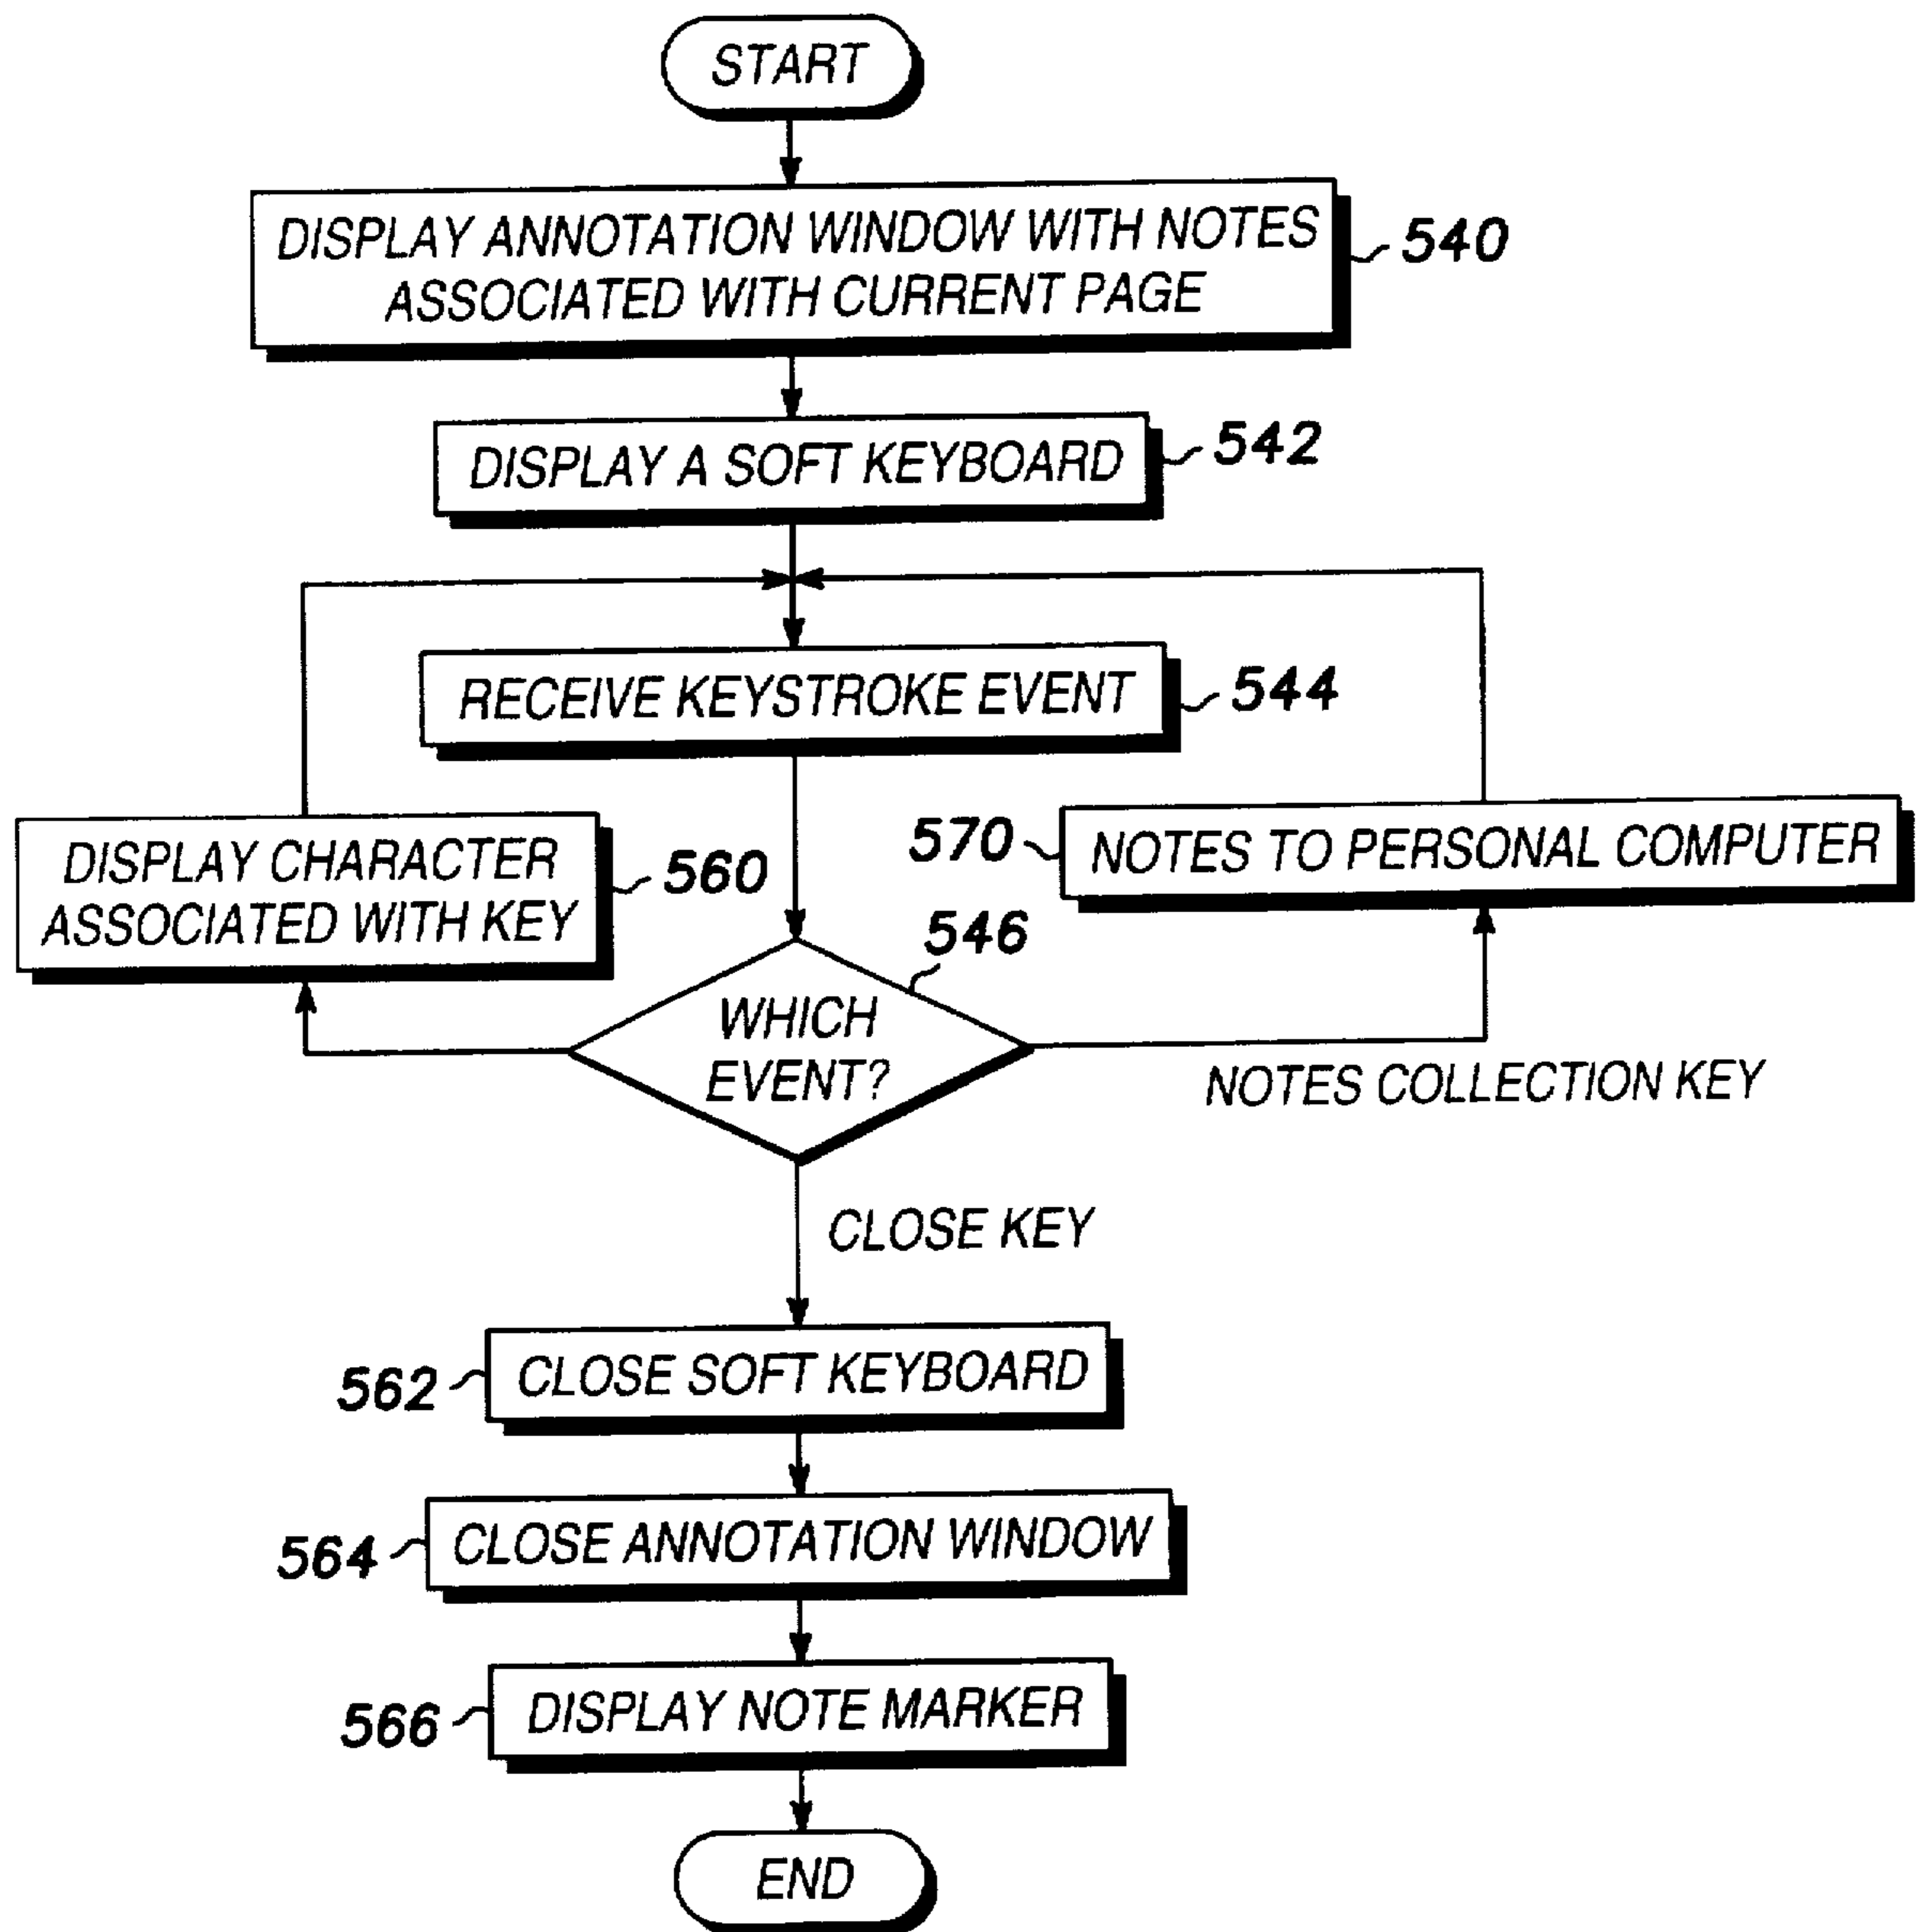 START
DISPLAY ANNOTATION WINDOW WITH NOTES
ASSOCIATED WITH CURRENT PAGE
540
DISPLAY A SOFT KEYBOARD
542
RECEIVE KEYSTROKE EVENT
544
DISPLAY CHARACTER
ASSOCIATED WITH KEY
560
570
NOTES TO PERSONAL COMPUTER
546
WHICH
EVENT?
NOTES COLLECTION KEY
CLOSE KEY
562
CLOSE SOFT KEYBOARD
564
CLOSE ANNOTATION WINDOW
566
DISPLAY NOTE MARKER
END